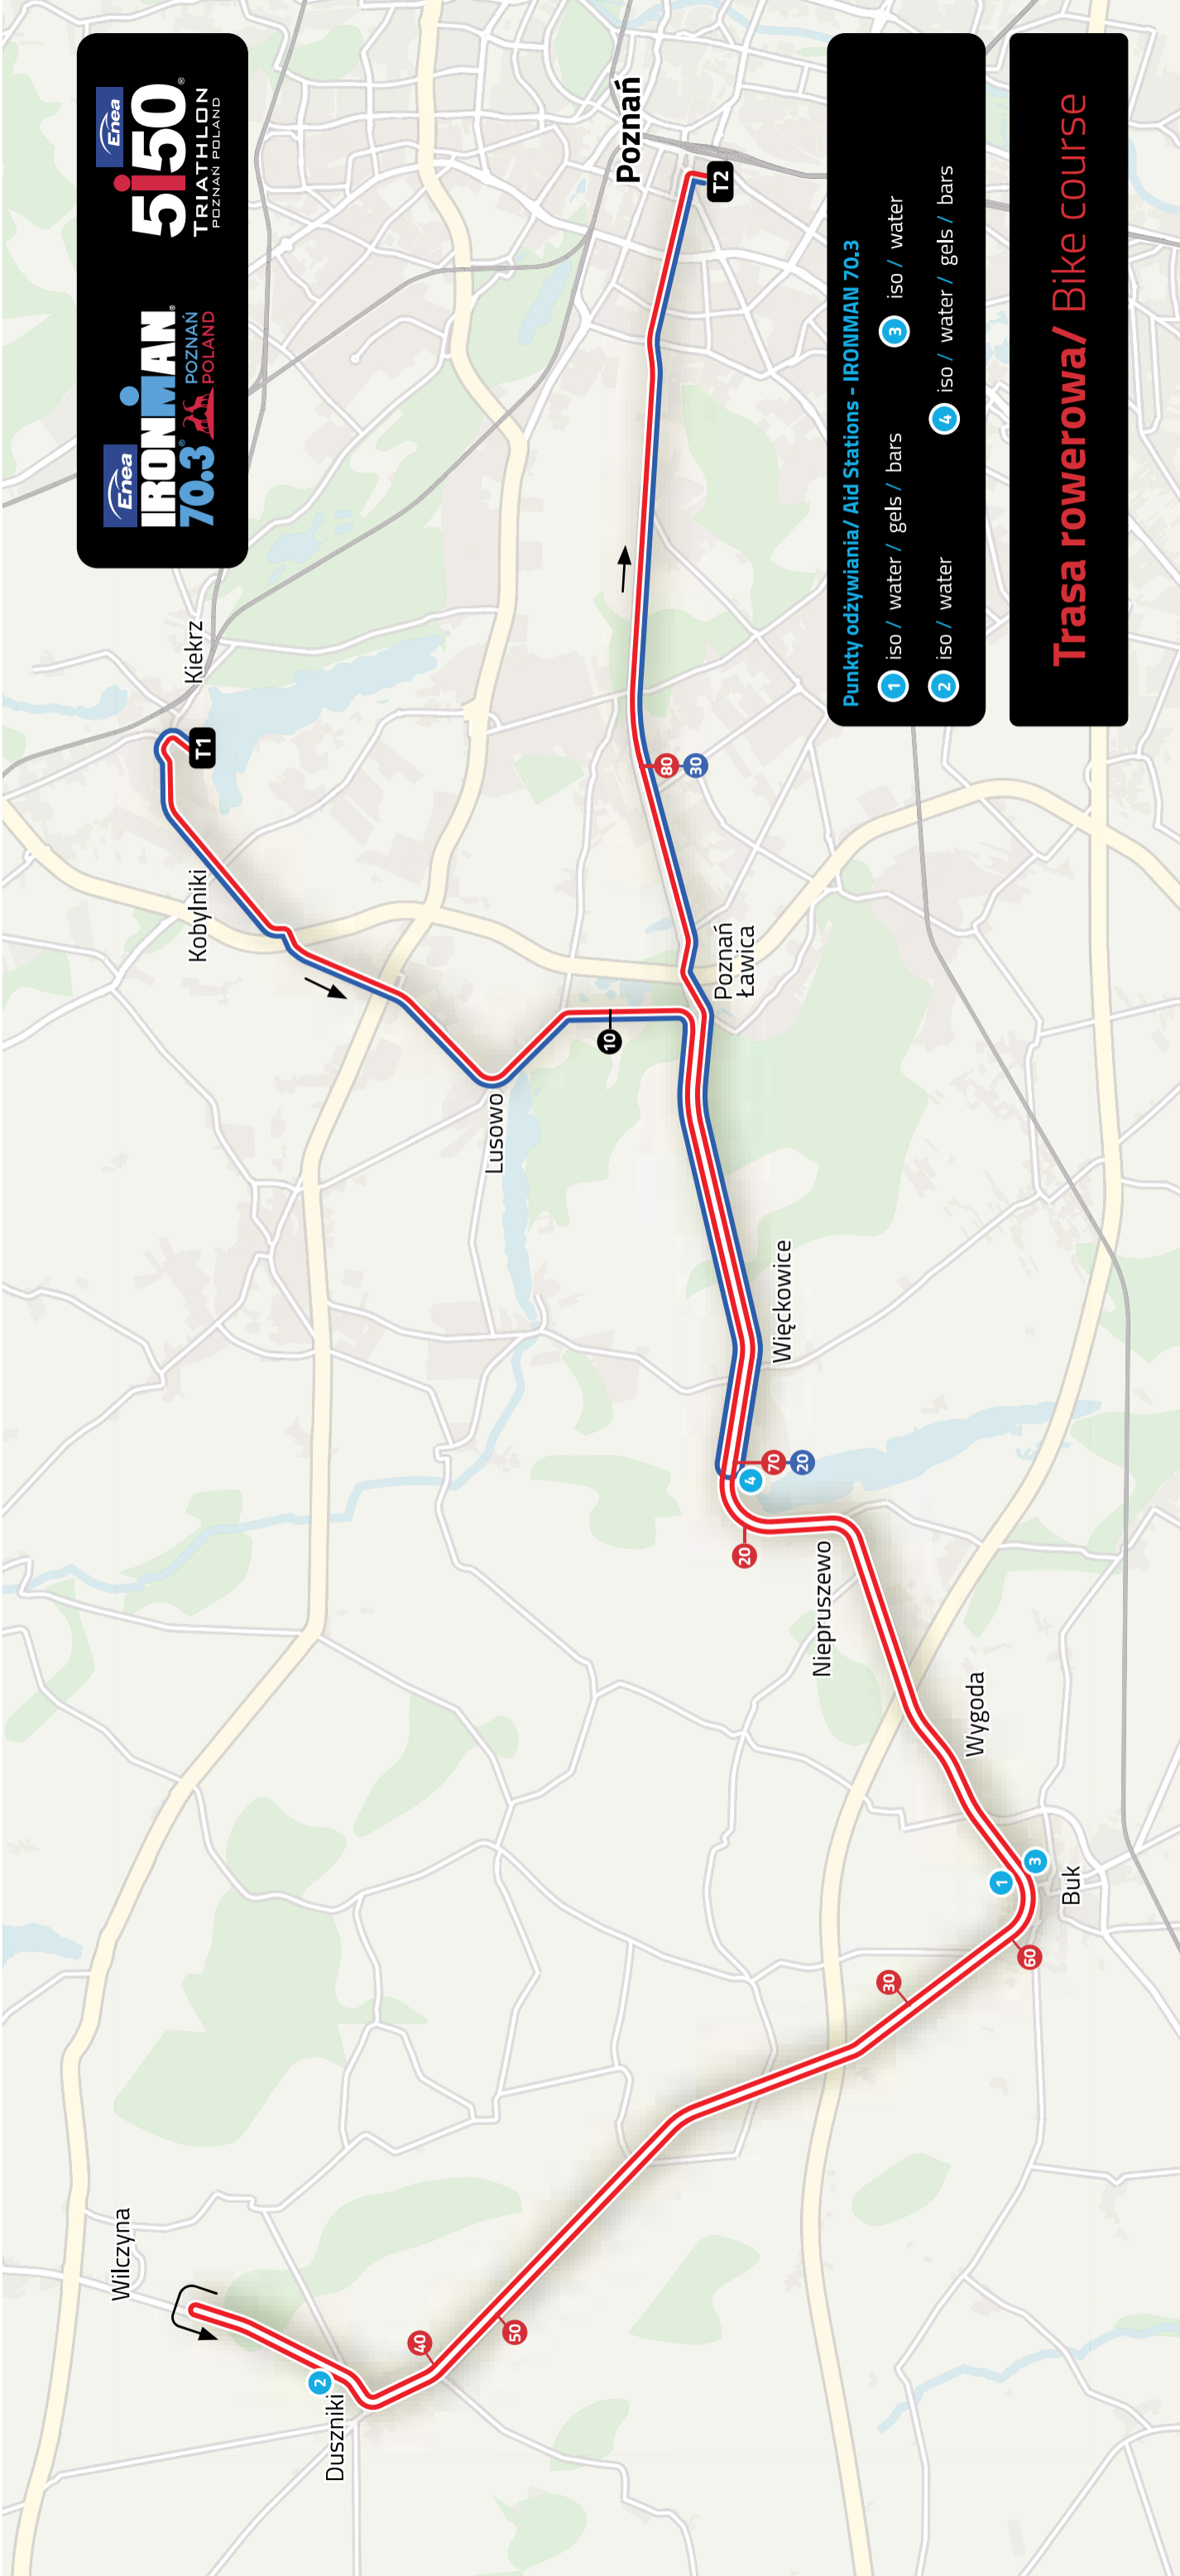 Enea
IRONMAN®
70.3®
POZNAŃ
POLAND
Enea
5i50®
TRIATHLON
POZNAŃ POLAND
Wilczyna
Duszniki
2
40
50
30
60
1
3
Buk
Wygoda
Niepruszewo
20
4
70
20
Więckowice
Lusowo
10
Poznań
Ławica
Kobylniki
T1
Kiekrz
80
30
Poznań
T2
Punkty odżywiania/ Aid Stations - IRONMAN 70.3
1 iso / water / gels / bars
3 iso / water
2 iso / water
4 iso / water / gels / bars
Trasa rowerowa/ Bike course